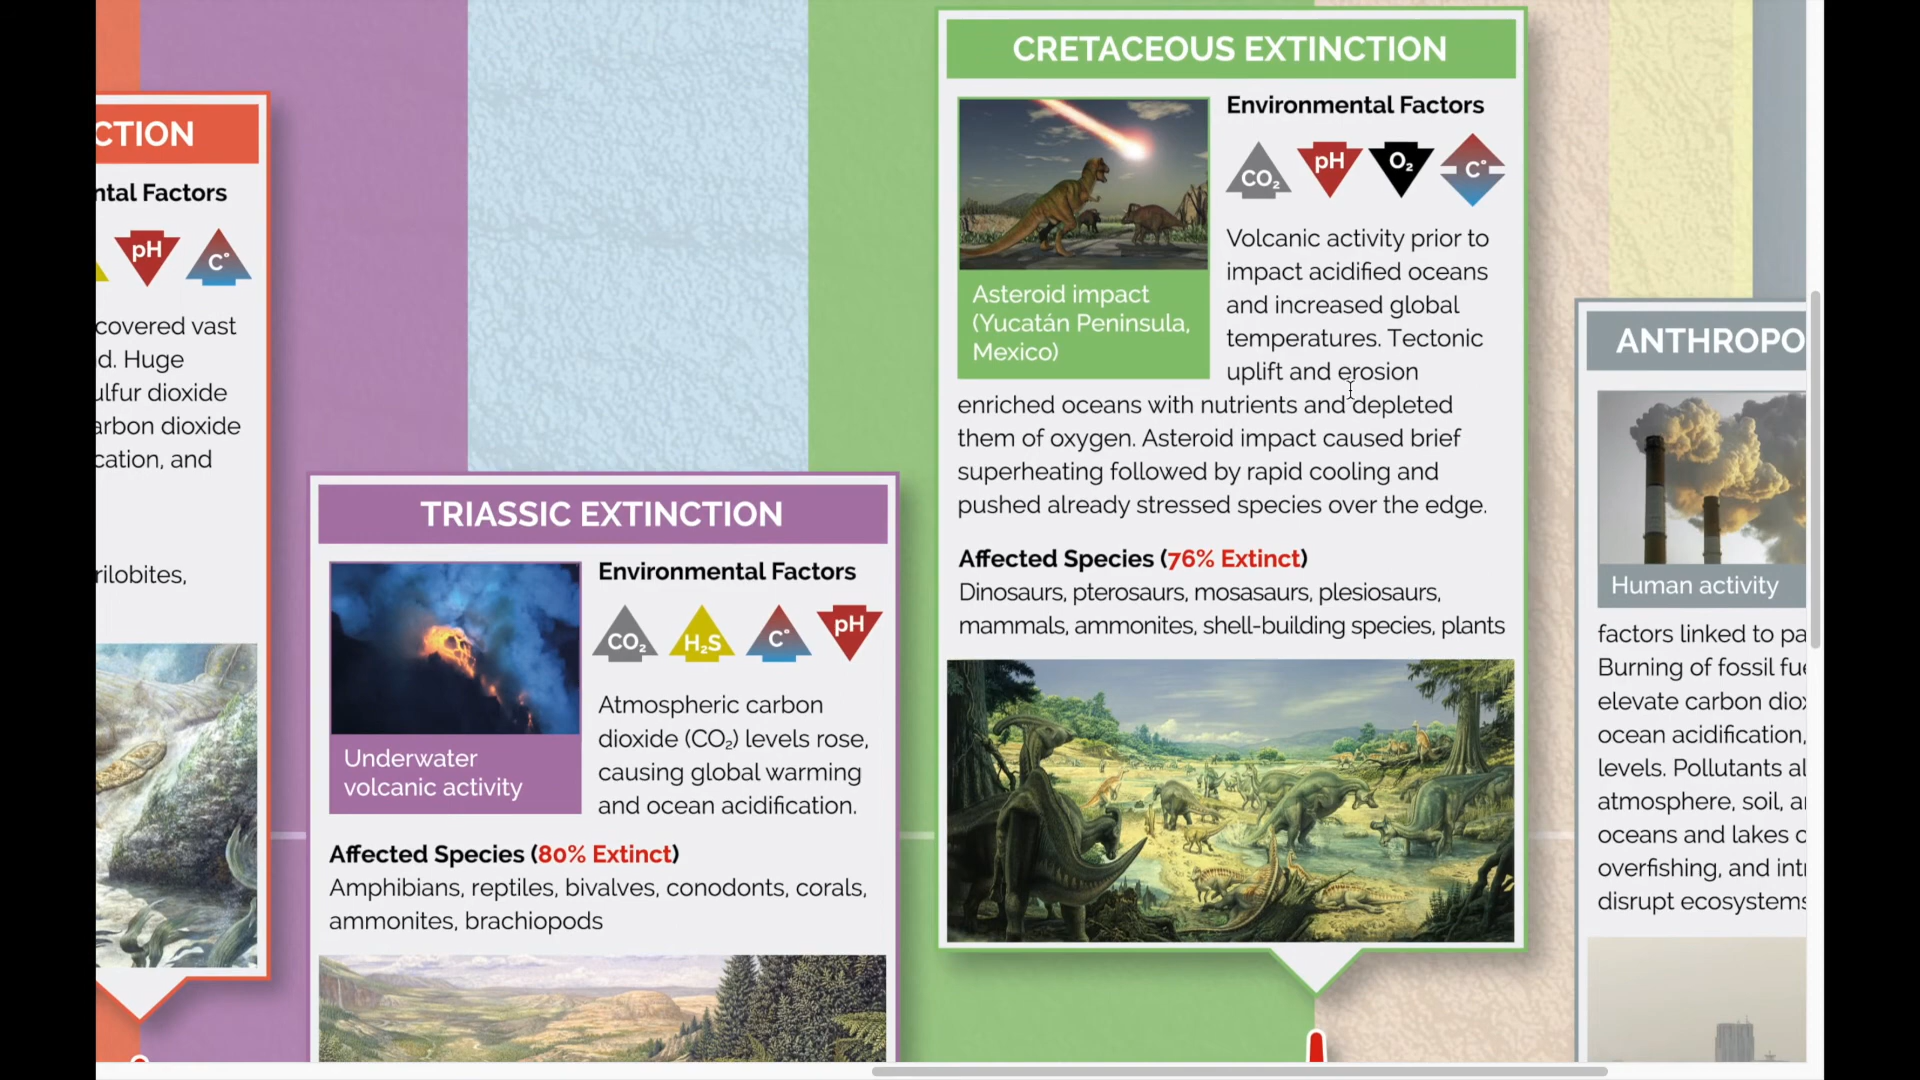 CTION
ntal Factors
pH
C°
covered vast
d. Huge
ulfur dioxide
arbon dioxide
cation, and
rilobites,
TRIASSIC EXTINCTION
Underwater
volcanic activity
Environmental Factors
CO₂
H₂S
C°
pH
Atmospheric carbon
dioxide (CO₂) levels rose,
causing global warming
and ocean acidification.
Affected Species (80% Extinct)
Amphibians, reptiles, bivalves, conodonts, corals,
ammonites, brachiopods
CRETACEOUS EXTINCTION
Asteroid impact
(Yucatán Peninsula,
Mexico)
Environmental Factors
CO₂
pH
O₂
C°
Volcanic activity prior to
impact acidified oceans
and increased global
temperatures. Tectonic
uplift and erosion
enriched oceans with nutrients and depleted
them of oxygen. Asteroid impact caused brief
superheating followed by rapid cooling and
pushed already stressed species over the edge.
Affected Species (76% Extinct)
Dinosaurs, pterosaurs, mosasaurs, plesiosaurs,
mammals, ammonites, shell-building species, plants
ANTHROPO
Human activity
factors linked to pa
Burning of fossil fue
elevate carbon diox
ocean acidification,
levels. Pollutants al
atmosphere, soil, a
oceans and lakes o
overfishing, and int
disrupt ecosystems